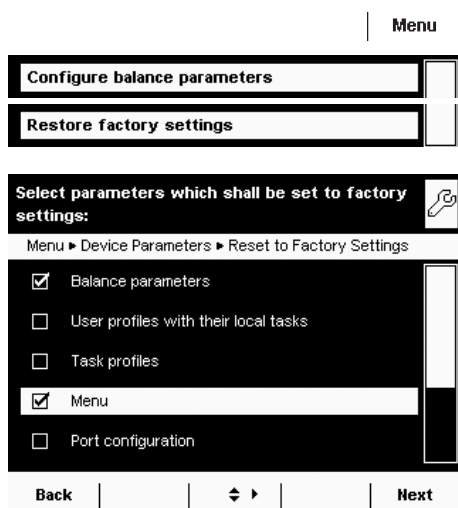 Menu
Configure balance parameters
Restore factory settings
Select parameters which shall be set to factory
settings:
Menu ▸ Device Parameters ▸ Reset to Factory Settings
Balance parameters
User profiles with their local tasks
Task profiles
Menu
Port configuration
Back Next